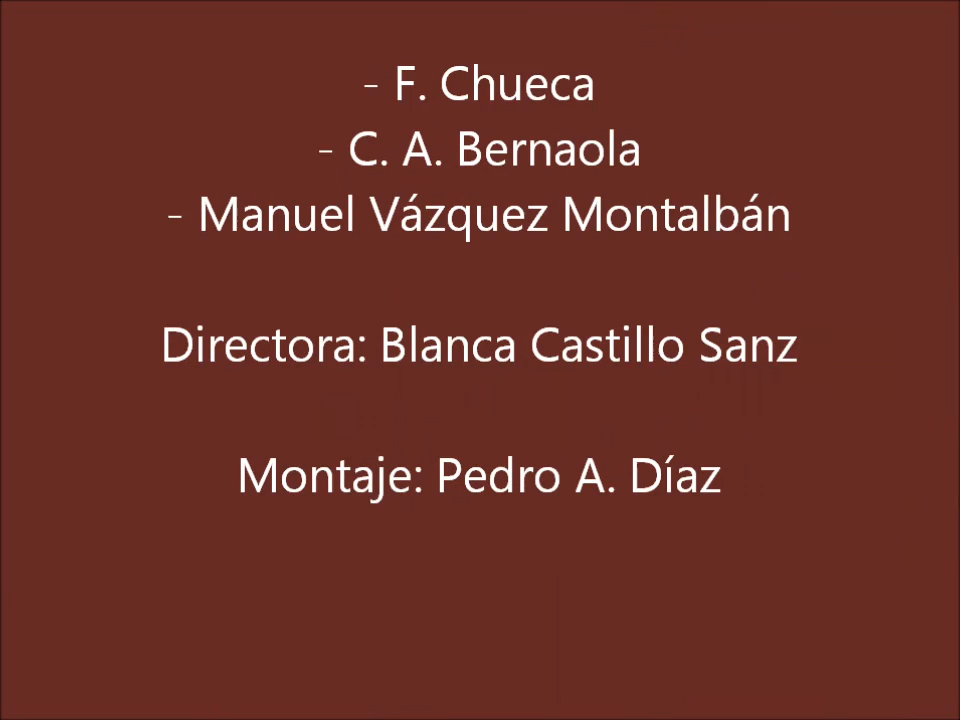 - F. Chueca
- C. A. Bernaola
- Manuel Vázquez Montalbán
Directora: Blanca Castillo Sanz
Montaje: Pedro A. Díaz